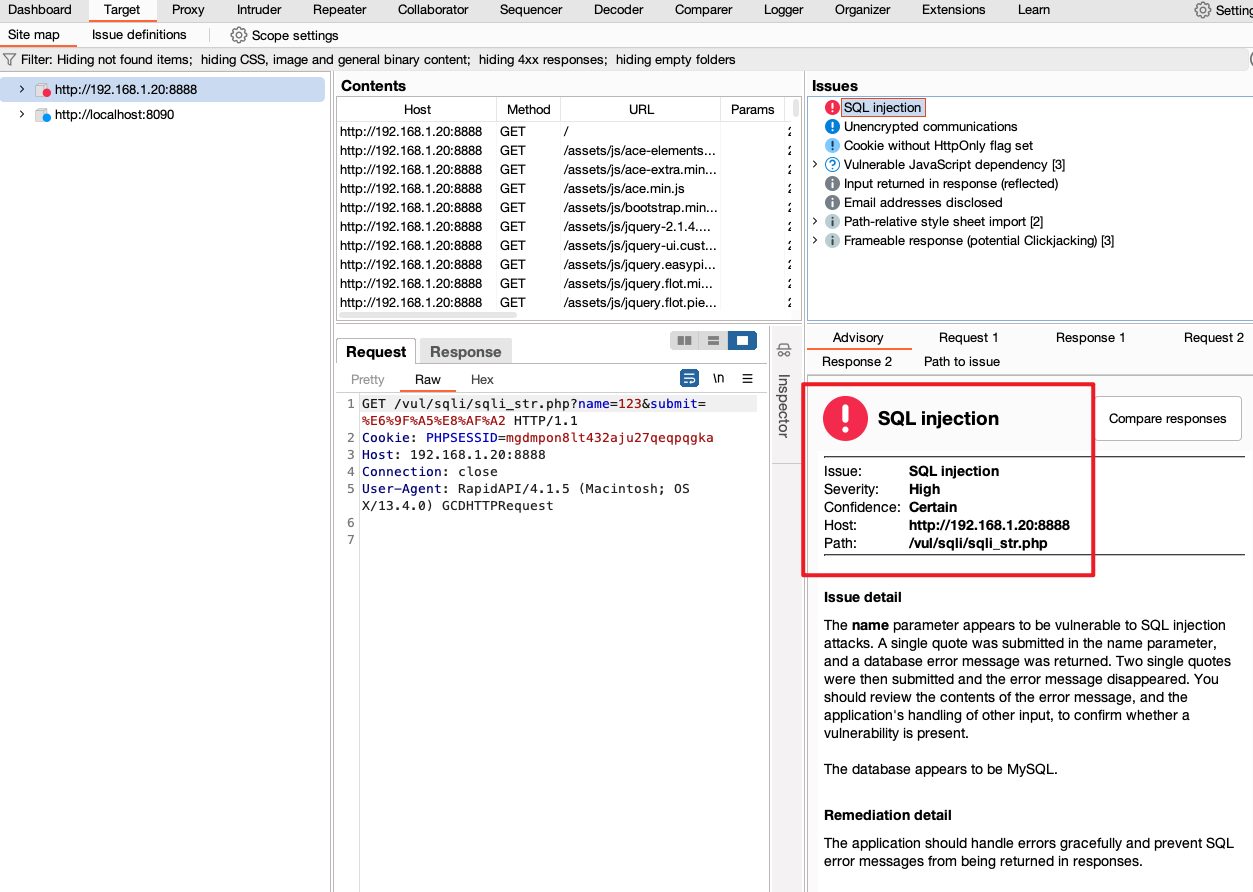 Dashboard Target Proxy Intruder Repeater Collaborator Sequencer Decoder Comparer Logger Organizer Extensions Learn
Site map Issue definitions Scope settings
Filter: Hiding not found items; hiding CSS, image and general binary content; hiding 4xx responses; hiding empty folders
http://192.168.1.20:8888
http://localhost:8090
Contents
Host Method URL Params
http://192.168.1.20:8888 GET /
http://192.168.1.20:8888 GET /assets/js/ace-elements...
http://192.168.1.20:8888 GET /assets/js/ace-extra.min...
http://192.168.1.20:8888 GET /assets/js/ace.min.js
http://192.168.1.20:8888 GET /assets/js/bootstrap.min...
http://192.168.1.20:8888 GET /assets/js/jquery-2.1.4....
http://192.168.1.20:8888 GET /assets/js/jquery-ui.cust...
http://192.168.1.20:8888 GET /assets/js/jquery.easypi...
http://192.168.1.20:8888 GET /assets/js/jquery.flot.mi...
http://192.168.1.20:8888 GET /assets/js/jquery.flot.pie...
Request Response
Pretty Raw Hex \n
1 GET /vul/sqli/sqli_str.php?name=123&submit=
%E6%9F%A5%E8%AF%A2 HTTP/1.1
2 Cookie: PHPSESSID=mgdmpon8lt432aju27qeqpqgka
3 Host: 192.168.1.20:8888
4 Connection: close
5 User-Agent: RapidAPI/4.1.5 (Macintosh; OS
X/13.4.0) GCDHTTPRequest
6
7
Inspector
Issues
SQL injection
Unencrypted communications
Cookie without HttpOnly flag set
Vulnerable JavaScript dependency [3]
Input returned in response (reflected)
Email addresses disclosed
Path-relative style sheet import [2]
Frameable response (potential Clickjacking) [3]
Advisory Request 1 Response 1 Request 2
Response 2 Path to issue
SQL injection
Compare responses
Issue: SQL injection
Severity: High
Confidence: Certain
Host: http://192.168.1.20:8888
Path: /vul/sqli/sqli_str.php
Issue detail
The name parameter appears to be vulnerable to SQL injection
attacks. A single quote was submitted in the name parameter,
and a database error message was returned. Two single quotes
were then submitted and the error message disappeared. You
should review the contents of the error message, and the
application's handling of other input, to confirm whether a
vulnerability is present.
The database appears to be MySQL.
Remediation detail
The application should handle errors gracefully and prevent SQL
error messages from being returned in responses.